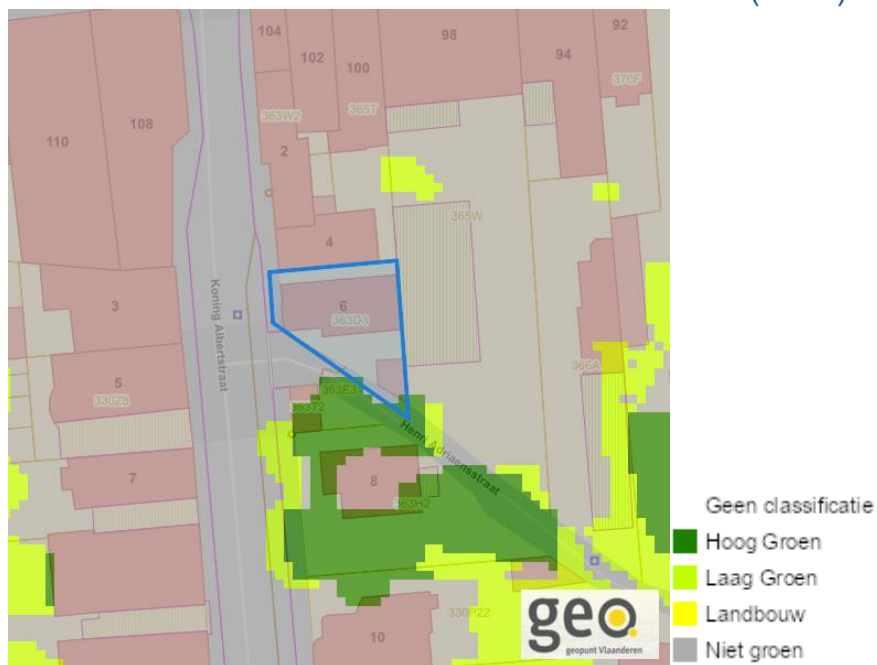 104
102
100
98
94
92
370F
363W2
365T
110
108
2
365W
4
6
363D3
3
Koning Albertstraat
5
330Z8
366A
363E3
363T2
Henri Adriaensstraat
7
8
363H2
10
330P22
geo
geopunt Vlaanderen
Geen classificatie
Hoog Groen
Laag Groen
Landbouw
Niet groen